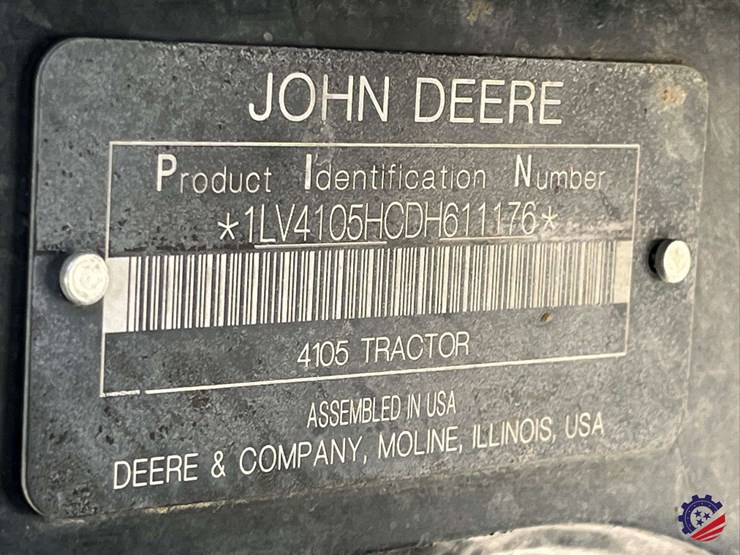 JOHN DEERE
Product Identification Number
*1LV4105HCDH611176*
4105 TRACTOR
ASSEMBLED IN USA
DEERE & COMPANY, MOLINE, ILLINOIS, USA